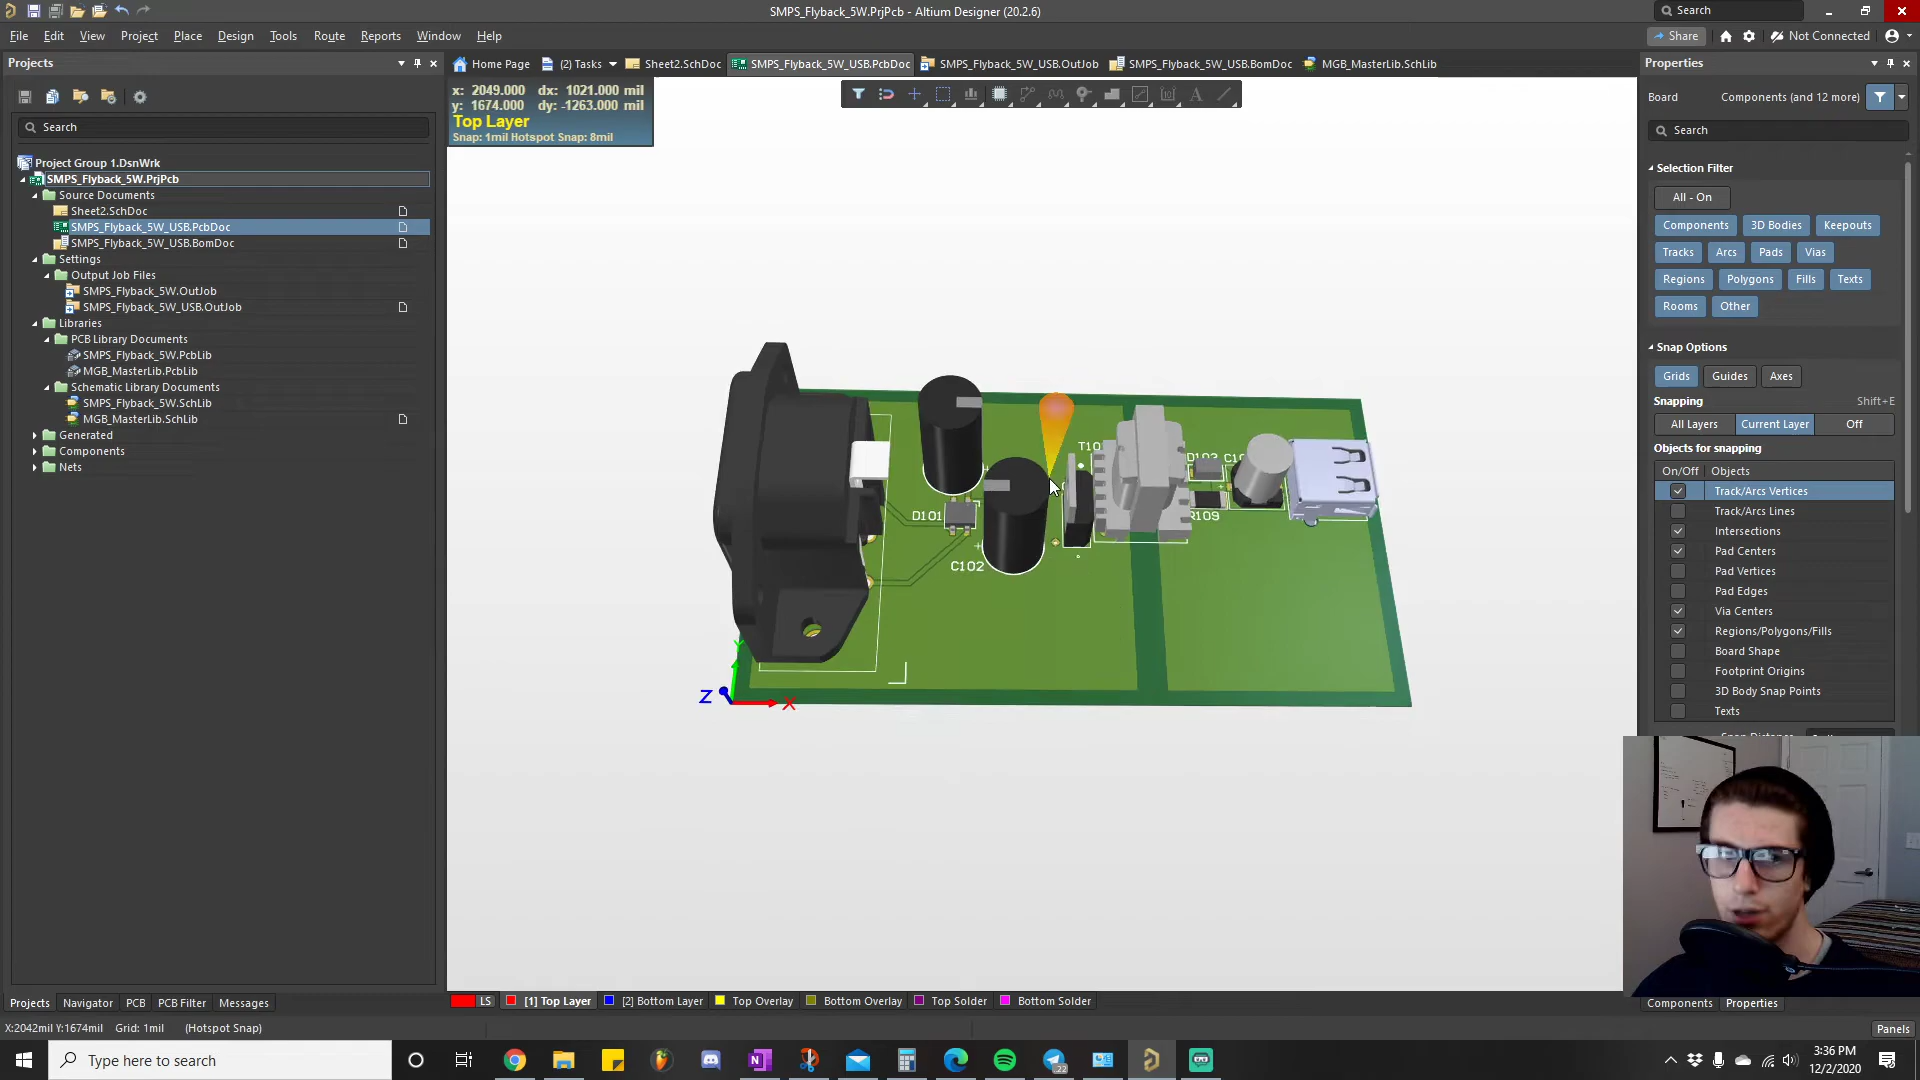 SMPS_Flyback_5W.PrjPcb - Altium Designer (20.2.6)
Search
File Edit View Project Place Design Tools Route Reports Window Help
Share
Not Connected
Projects
Home Page
(2) Tasks
Sheet2.SchDoc
SMPS_Flyback_5W_USB.PcbDoc
SMPS_Flyback_5W_USB.OutJob
SMPS_Flyback_5W_USB.BomDoc
MGB_MasterLib.SchLib
Properties
x: 2049.000 dx: 1021.000 mil
y: 1674.000 dy: -1263.000 mil
Top Layer
Snap: 1mil Hotspot Snap: 8mil
Board
Components (and 12 more)
Search
Search
Project Group 1.DsnWrk
SMPS_Flyback_5W.PrjPcb
Source Documents
Sheet2.SchDoc
SMPS_Flyback_5W_USB.PcbDoc
SMPS_Flyback_5W_USB.BomDoc
Settings
Output Job Files
SMPS_Flyback_5W.OutJob
SMPS_Flyback_5W_USB.OutJob
Libraries
PCB Library Documents
SMPS_Flyback_5W.PcbLib
MGB_MasterLib.PcbLib
Schematic Library Documents
SMPS_Flyback_5W.SchLib
MGB_MasterLib.SchLib
Generated
Components
Nets
D101
C102
R109
Z
Y
X
Selection Filter
All - On
Components 3D Bodies Keepouts
Tracks Arcs Pads Vias
Regions Polygons Fills Texts
Rooms Other
Snap Options
Grids Guides Axes
Snapping Shift+E
All Layers Current Layer Off
Objects for snapping
On/Off Objects
Track/Arcs Vertices
Track/Arcs Lines
Intersections
Pad Centers
Pad Vertices
Pad Edges
Via Centers
Regions/Polygons/Fills
Board Shape
Footprint Origins
3D Body Snap Points
Texts
Projects Navigator PCB PCB Filter Messages
LS [1] Top Layer [2] Bottom Layer Top Overlay Bottom Overlay Top Solder Bottom Solder
Components Properties
X:2042mil Y:1674mil Grid: 1mil (Hotspot Snap)
Panels
Type here to search
22
3:36 PM
12/2/2020